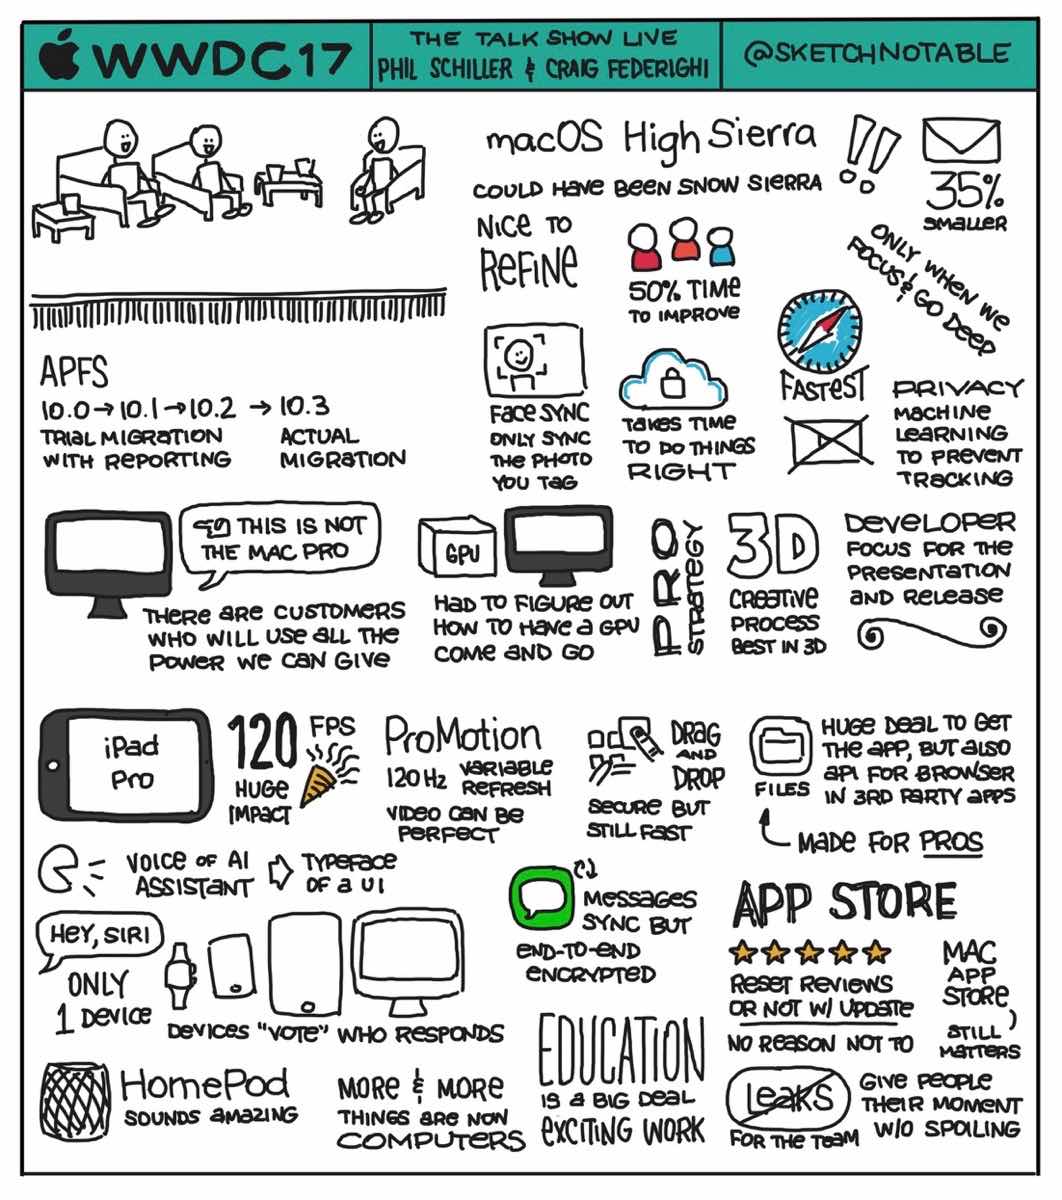 WWDC17
THE TALK SHOW LIVE
PHIL SCHILLER & CRAIG FEDERIGHI
@SKETCHNOTABLE
macOS High Sierra !!
COULD HAVE BEEN SNOW SIERRA
35%
SMALLER
NICE TO
REFINE
50% TIME
TO IMPROVE
ONLY WHEN WE
FOCUS & GO DEEP
APFS
10.0 → 10.1 → 10.2 → 10.3
TRIAL MIGRATION
WITH REPORTING
ACTUAL
MIGRATION
FACE SYNC
ONLY SYNC
THE PHOTO
YOU TAG
TAKES TIME
TO DO THINGS
RIGHT
FASTEST
PRIVACY
MACHINE
LEARNING
TO PREVENT
TRACKING
THIS IS NOT
THE MAC PRO
THERE ARE CUSTOMERS
WHO WILL USE ALL THE
POWER WE CAN GIVE
GPU
HAD TO FIGURE OUT
HOW TO HAVE A GPU
COME AND GO
PRO
STRATEGY
3D
CREATIVE
PROCESS
BEST IN 3D
DEVELOPER
FOCUS FOR THE
PRESENTATION
AND RELEASE
iPad
Pro
120 FPS
HUGE
IMPACT
ProMotion
120Hz VARIABLE
REFRESH
VIDEO CAN BE
PERFECT
DRAG
AND
DROP
SECURE BUT
STILL FAST
FILES
HUGE DEAL TO GET
THE APP, BUT ALSO
API FOR BROWSER
IN 3RD PARTY APPS
MADE FOR PROS
VOICE OF AI
ASSISTANT
TYPEFACE
OF A UI
HEY, SIRI
ONLY
1 DEVICE
DEVICES "VOTE" WHO RESPONDS
MESSAGES
SYNC BUT
END-TO-END
ENCRYPTED
APP STORE
RESET REVIEWS
OR NOT W/ UPDATE
NO REASON NOT TO
MAC
APP
STORE
STILL
MATTERS
HomePod
SOUNDS AMAZING
MORE & MORE
THINGS ARE NOW
COMPUTERS
EDUCATION
IS A BIG DEAL
EXCITING WORK
LEAKS
FOR THE TEAM
GIVE PEOPLE
THEIR MOMENT
W/O SPOILING